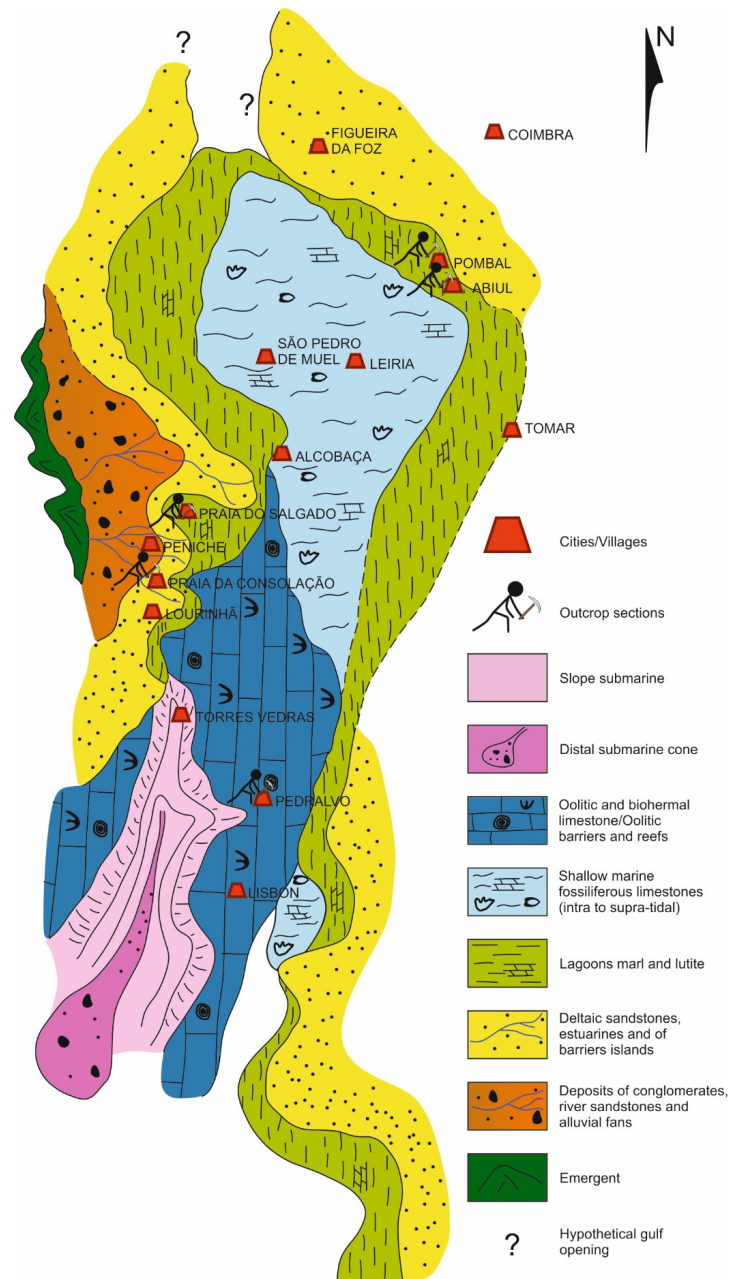 ?
N
?
FIGUEIRA
DA FOZ
COIMBRA
POMBAL
ABIUL
SÃO PEDRO
DE MUEL
LEIRIA
TOMAR
ALCOBAÇA
PRAIA DO SALGADO
PENICHE
PRAIA DA CONSOLAÇÃO
LOURINHÃ
TORRES VEDRAS
PEDRALVO
LISBON
Cities/Villages
Outcrop sections
Slope submarine
Distal submarine cone
Oolitic and biohermal
limestone/Oolitic
barriers and reefs
Shallow marine
fossiliferous limestones
(intra to supra-tidal)
Lagoons marl and lutite
Deltaic sandstones,
estuarines and of
barriers islands
Deposits of conglomerates,
river sandstones and
alluvial fans
Emergent
?
Hypothetical gulf
opening